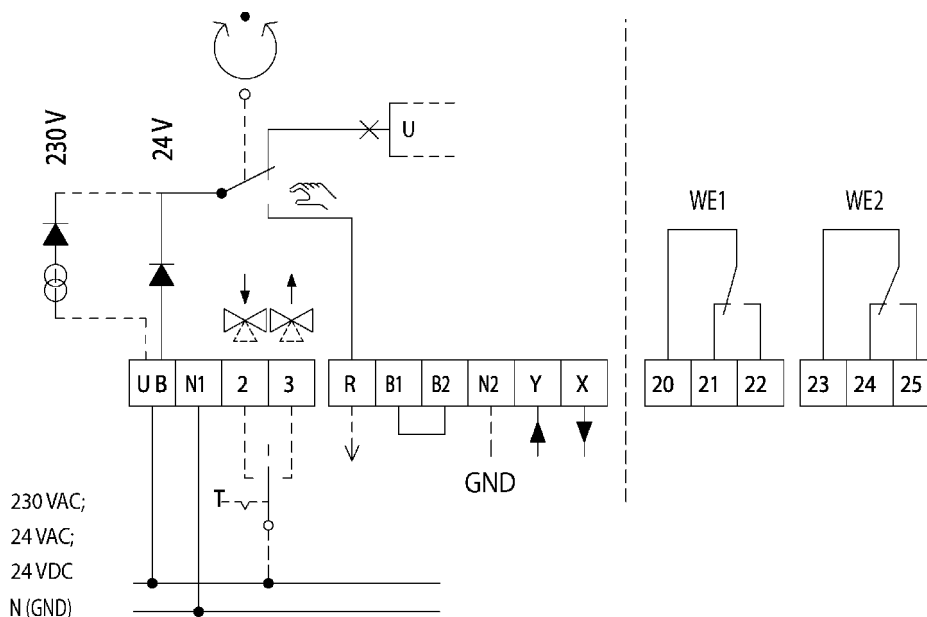 230 V
24 V
U
WE1
WE2
U B N1 2 3 R B1 B2 N2 Y X
20 21 22
23 24 25
GND
T
230 VAC;
24 VAC;
24 VDC
N (GND)